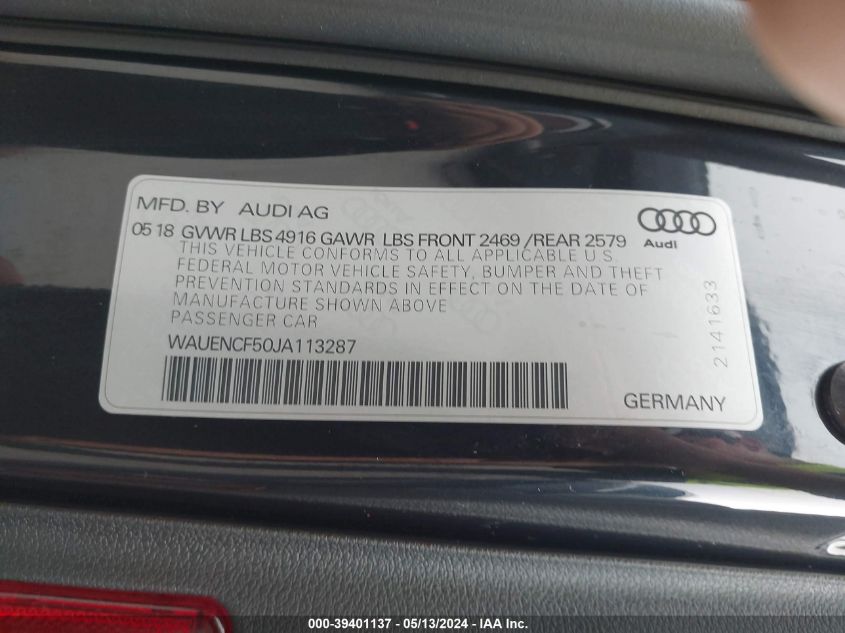 MFD. BY AUDI AG
05 18 GVWR LBS 4916 GAWR LBS FRONT 2469 /REAR 2579
THIS VEHICLE CONFORMS TO ALL APPLICABLE U S.
FEDERAL MOTOR VEHICLE SAFETY, BUMPER AND THEFT
PREVENTION STANDARDS IN EFFECT ON THE DATE OF
MANUFACTURE SHOWN ABOVE
PASSENGER CAR
WAUENCF50JA113287
Audi
2141633
GERMANY
000-39401137 - 05/13/2024 - IAA Inc.